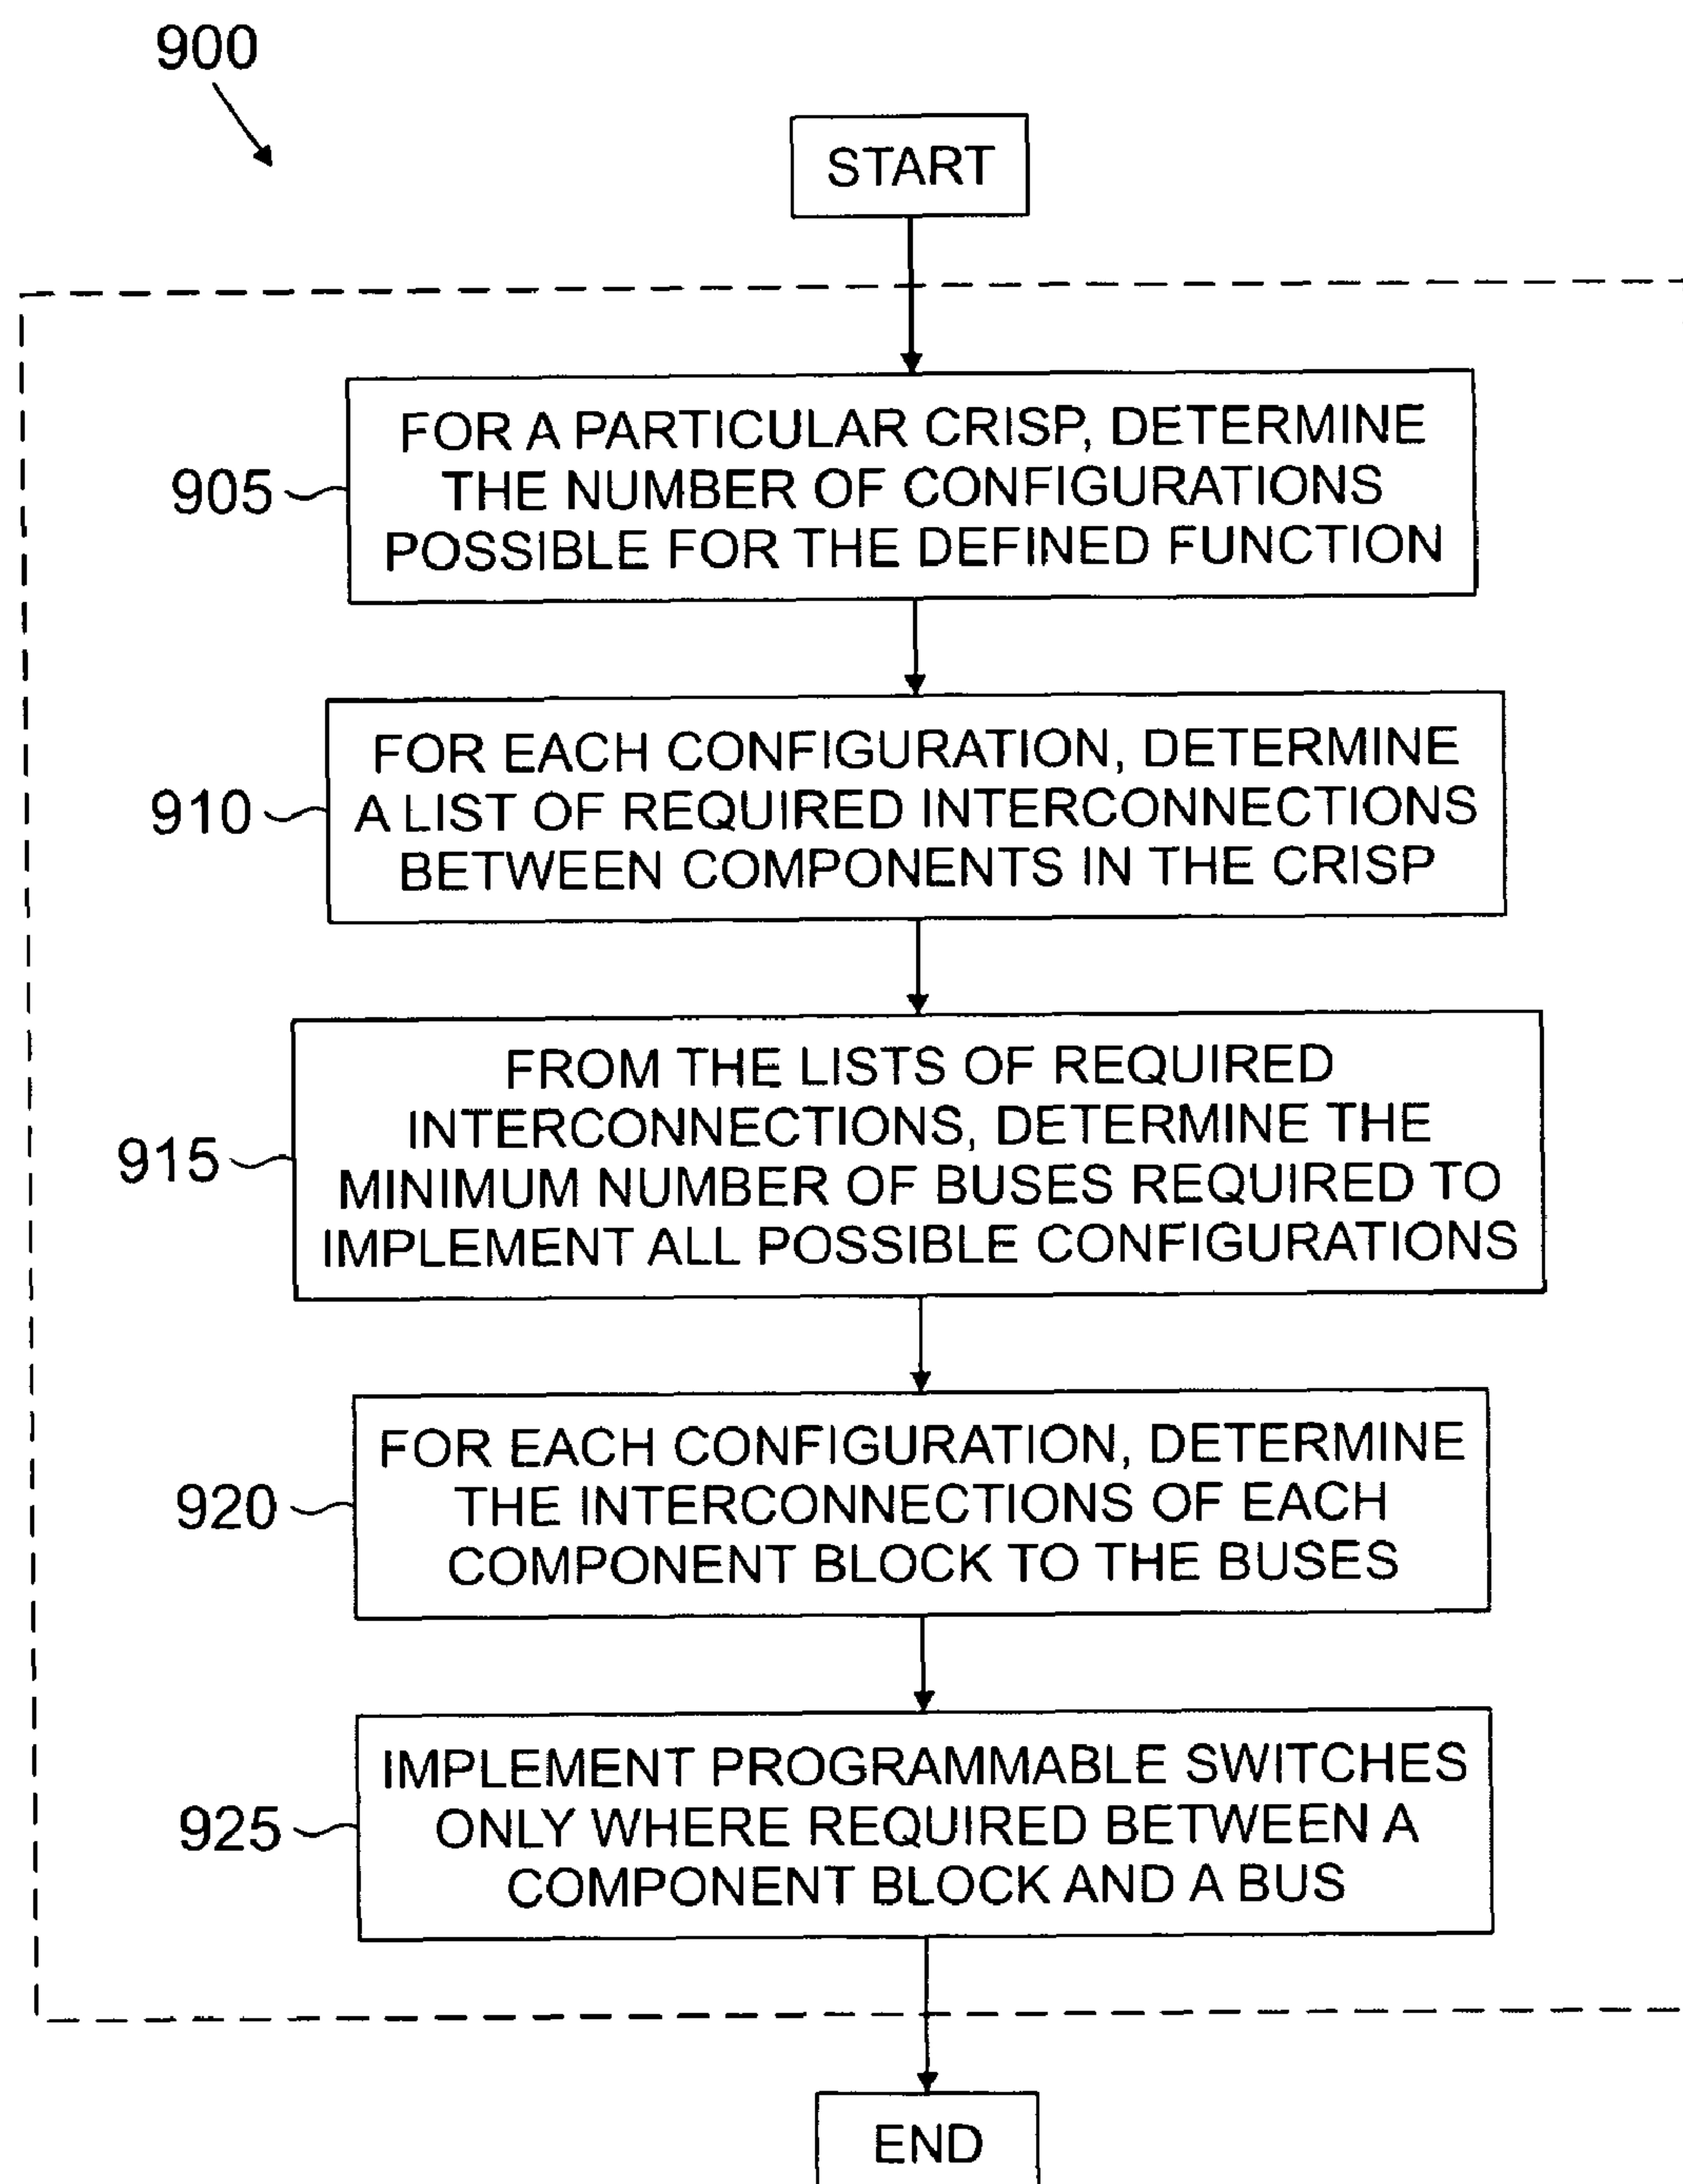 900
START
905
FOR A PARTICULAR CRISP, DETERMINE
THE NUMBER OF CONFIGURATIONS
POSSIBLE FOR THE DEFINED FUNCTION
910
FOR EACH CONFIGURATION, DETERMINE
A LIST OF REQUIRED INTERCONNECTIONS
BETWEEN COMPONENTS IN THE CRISP
915
FROM THE LISTS OF REQUIRED
INTERCONNECTIONS, DETERMINE THE
MINIMUM NUMBER OF BUSES REQUIRED TO
IMPLEMENT ALL POSSIBLE CONFIGURATIONS
920
FOR EACH CONFIGURATION, DETERMINE
THE INTERCONNECTIONS OF EACH
COMPONENT BLOCK TO THE BUSES
925
IMPLEMENT PROGRAMMABLE SWITCHES
ONLY WHERE REQUIRED BETWEEN A
COMPONENT BLOCK AND A BUS
END